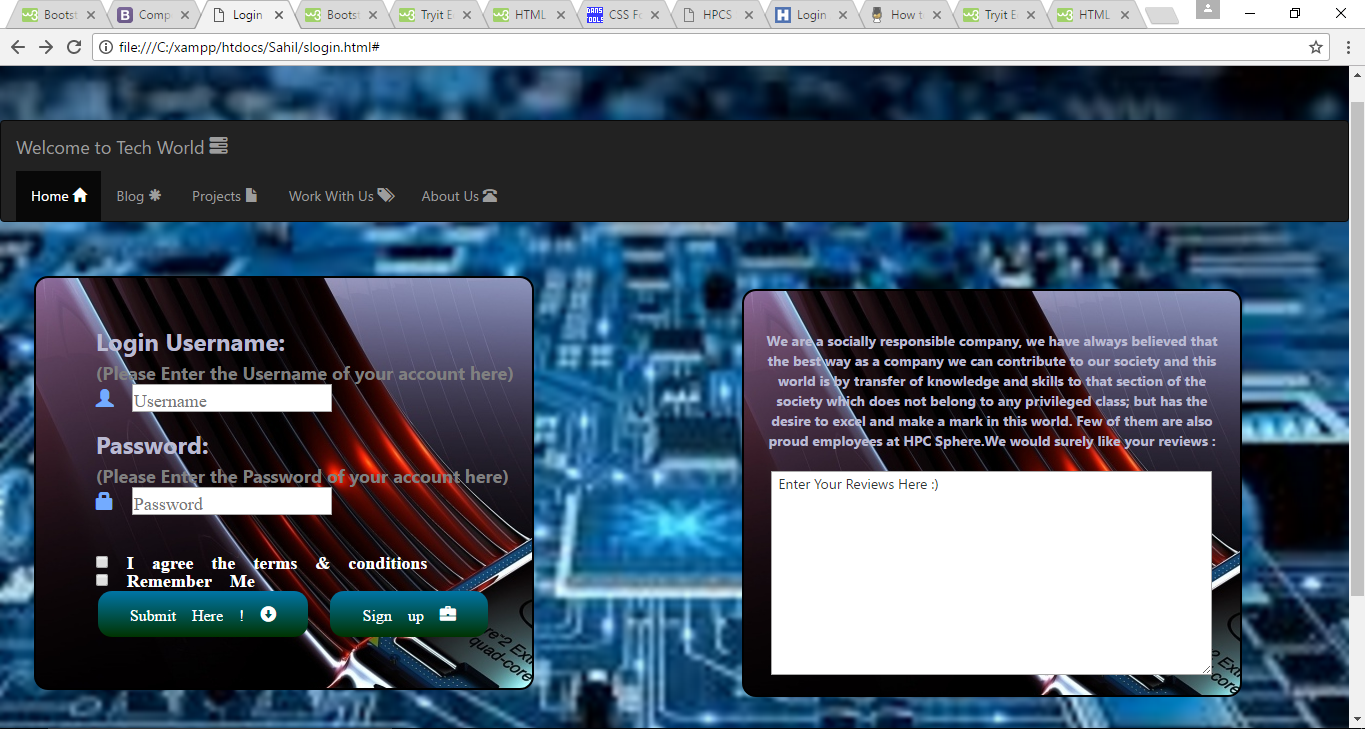 Bootst
Comp
Login
Bootst
Tryit E
HTML
CSS Fo
HPCS
Login
How t
Tryit E
HTML
file:///C:/xampp/htdocs/Sahil/slogin.html#
Welcome to Tech World
Home
Blog
Projects
Work With Us
About Us
Login Username:
(Please Enter the Username of your account here)
Username
Password:
(Please Enter the Password of your account here)
Password
I agree the terms & conditions
Remember Me
Submit Here !
Sign up
quad-core
We are a socially responsible company, we have always believed that
the best way as a company we can contribute to our society and this
world is by transfer of knowledge and skills to that section of the
society which does not belong to any privileged class; but has the
desire to excel and make a mark in this world. Few of them are also
proud employees at HPC Sphere.We would surely like your reviews :
Enter Your Reviews Here :)